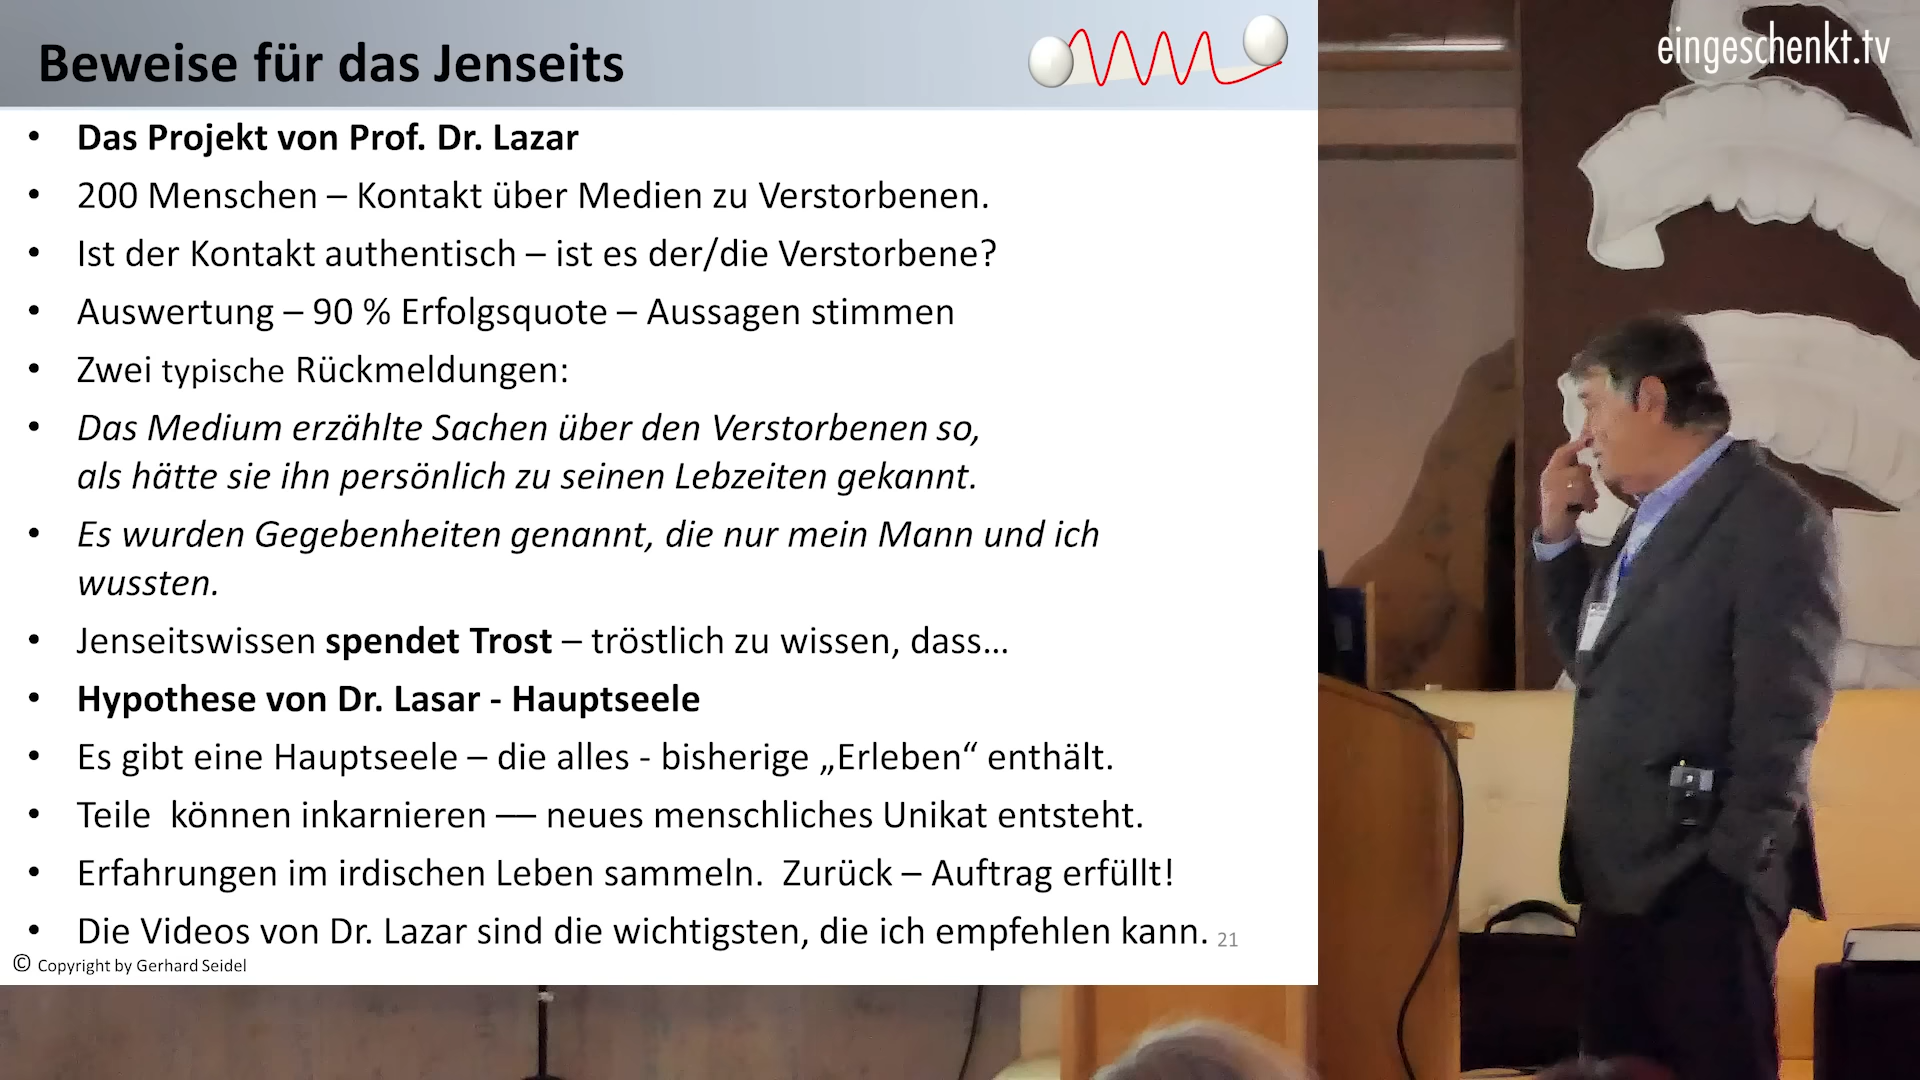 Beweise für das Jenseits
eingeschenkt.tv
• Das Projekt von Prof. Dr. Lazar
• 200 Menschen – Kontakt über Medien zu Verstorbenen.
• Ist der Kontakt authentisch – ist es der/die Verstorbene?
• Auswertung – 90 % Erfolgsquote – Aussagen stimmen
• Zwei typische Rückmeldungen:
• Das Medium erzählte Sachen über den Verstorbenen so,
als hätte sie ihn persönlich zu seinen Lebzeiten gekannt.
• Es wurden Gegebenheiten genannt, die nur mein Mann und ich
wussten.
• Jenseitswissen spendet Trost – tröstlich zu wissen, dass…
• Hypothese von Dr. Lasar - Hauptseele
• Es gibt eine Hauptseele – die alles - bisherige „Erleben“ enthält.
• Teile  können inkarnieren –– neues menschliches Unikat entsteht.
• Erfahrungen im irdischen Leben sammeln.  Zurück – Auftrag erfüllt!
• Die Videos von Dr. Lazar sind die wichtigsten, die ich empfehlen kann. 21
© Copyright by Gerhard Seidel